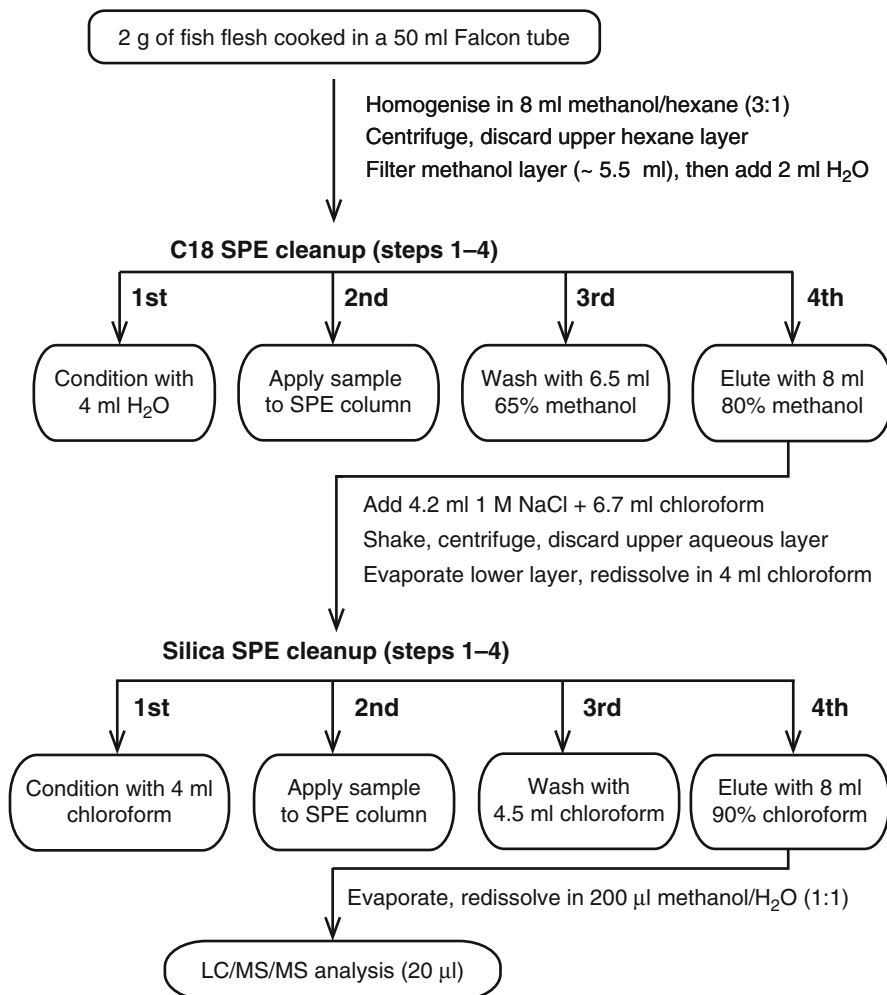 2 g of fish flesh cooked in a 50 ml Falcon tube
Homogenise in 8 ml methanol/hexane (3:1)
Centrifuge, discard upper hexane layer
Filter methanol layer (~ 5.5 ml), then add 2 ml H₂O
C18 SPE cleanup (steps 1–4)
1st
2nd
3rd
4th
Condition with
4 ml H₂O
Apply sample
to SPE column
Wash with 6.5 ml
65% methanol
Elute with 8 ml
80% methanol
Add 4.2 ml 1 M NaCl + 6.7 ml chloroform
Shake, centrifuge, discard upper aqueous layer
Evaporate lower layer, redissolve in 4 ml chloroform
Silica SPE cleanup (steps 1–4)
1st
2nd
3rd
4th
Condition with 4 ml
chloroform
Apply sample
to SPE column
Wash with
4.5 ml chloroform
Elute with 8 ml
90% chloroform
Evaporate, redissolve in 200 µl methanol/H₂O (1:1)
LC/MS/MS analysis (20 µl)